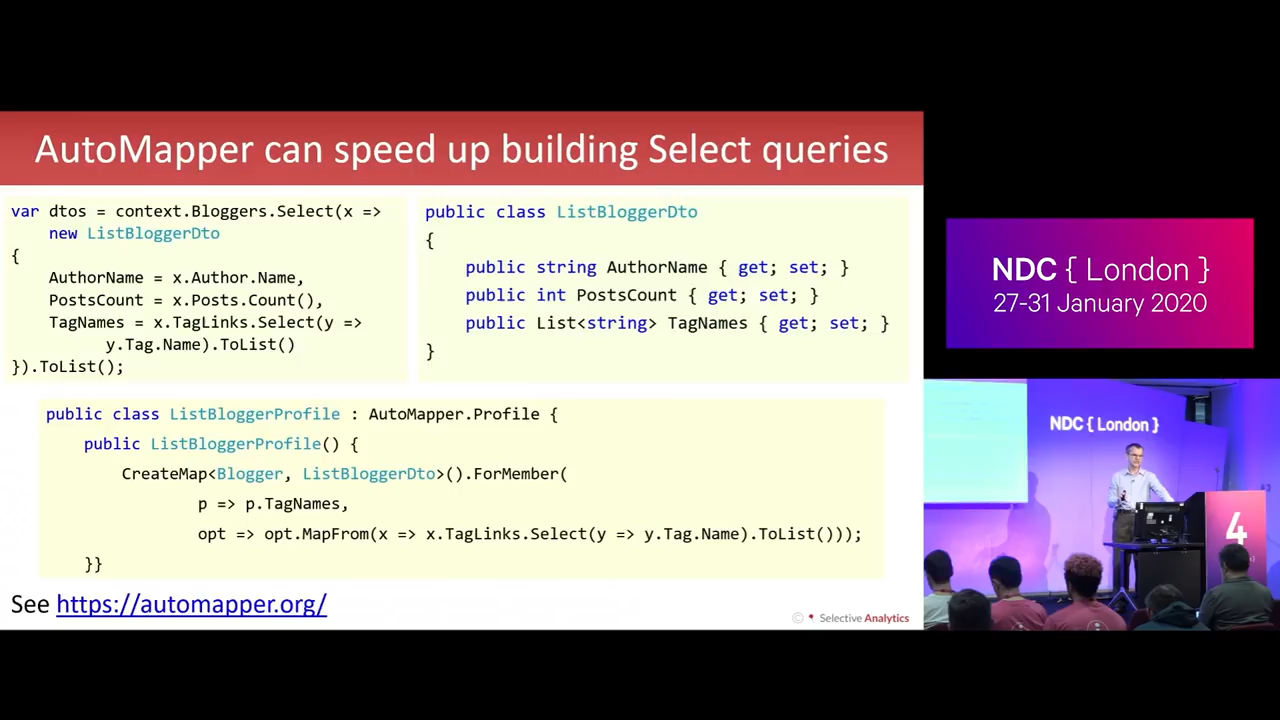 AutoMapper can speed up building Select queries
var dtos = context.Bloggers.Select(x =>
new ListBloggerDto
{
AuthorName = x.Author.Name,
PostsCount = x.Posts.Count(),
TagNames = x.TagLinks.Select(y =>
y.Tag.Name).ToList()
}).ToList();
public class ListBloggerDto
{
public string AuthorName { get; set; }
public int PostsCount { get; set; }
public List<string> TagNames { get; set; }
}
public class ListBloggerProfile : AutoMapper.Profile {
public ListBloggerProfile() {
CreateMap<Blogger, ListBloggerDto>().ForMember(
p => p.TagNames,
opt => opt.MapFrom(x => x.TagLinks.Select(y => y.Tag.Name).ToList()));
}}
See https://automapper.org/
© Selective Analytics
NDC { London }
27-31 January 2020
NDC { London }
4